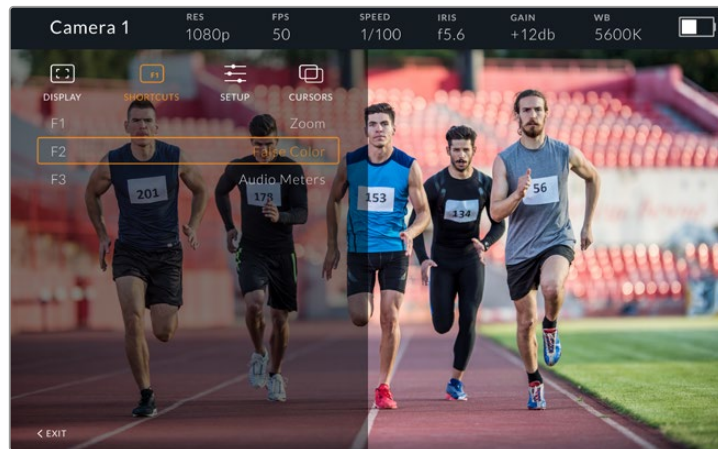 Camera 1
RES FPS SPEED IRIS GAIN WB
1080p 50 1/100 f5.6 +12db 5600K
F1
DISPLAY SHORTCUTS SETUP CURSORS
F1 Zoom
F2 False Color
F3 Audio Meters
201 178 153 134 56
< EXIT